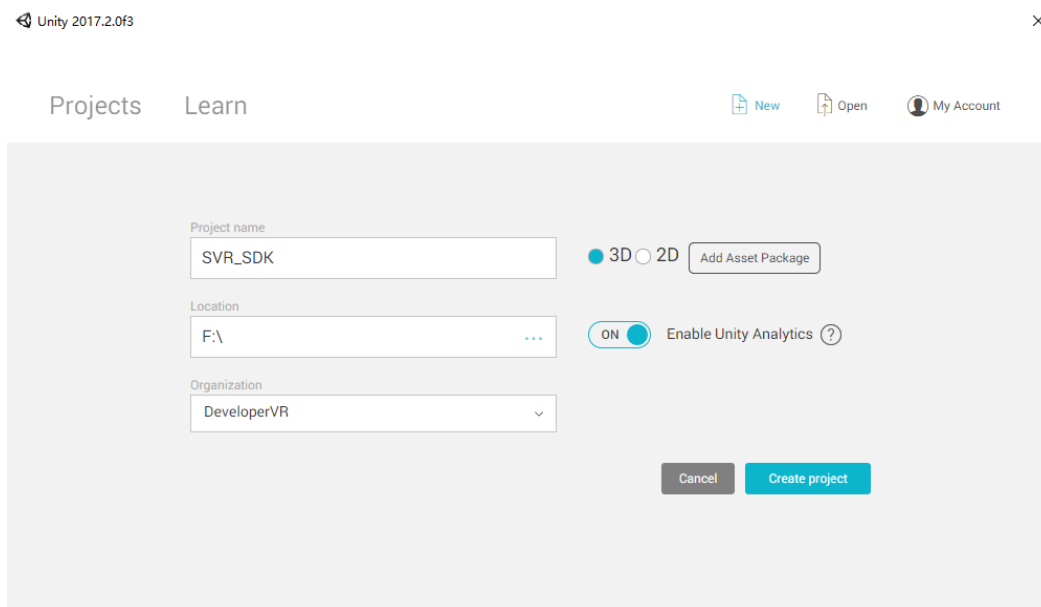 Unity 2017.2.0f3
Projects Learn New Open My Account
Project name
SVR_SDK
3D 2D Add Asset Package
Location
F:\ ...
ON Enable Unity Analytics ?
Organization
DeveloperVR
Cancel Create project